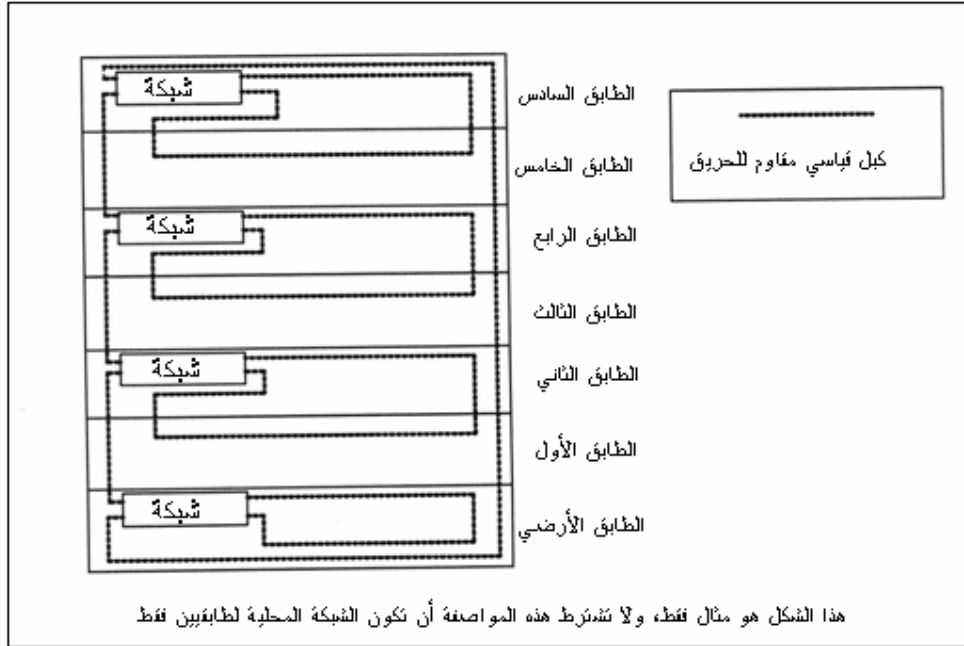 شبكة
الطابق السادس
كبل قياسي مقاوم للحريق
الطابق الخامس
شبكة
الطابق الرابع
الطابق الثالث
شبكة
الطابق الثاني
الطابق الأول
شبكة
الطابق الأرضي
هذا الشكل هو مثال فقط، ولا تشترط هذه المواصفة أن تكون الشبكة المحلية لطابقيين فقط